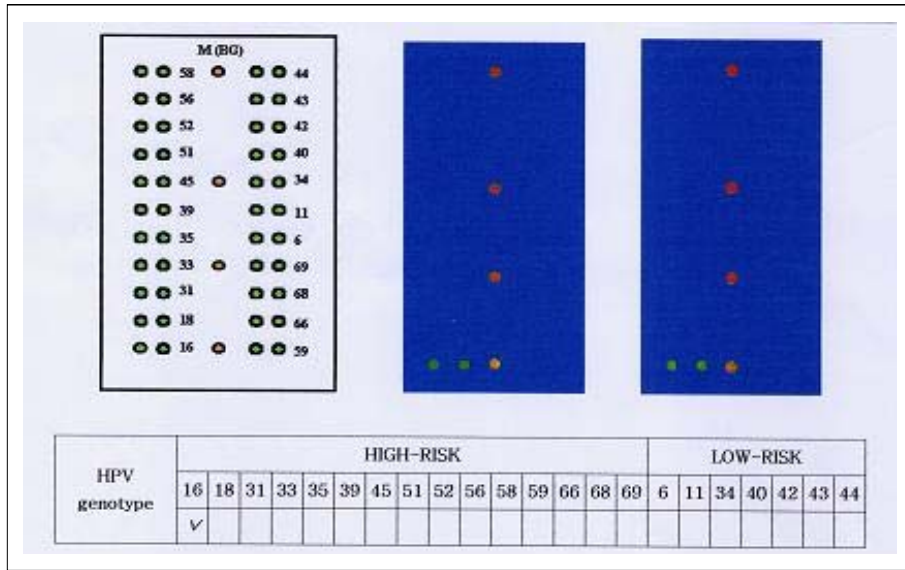 M (BG)
58 44
56 43
52 42
51 40
45 34
39 11
35 6
33 69
31 68
18 66
16 59
HPV genotype
HIGH-RISK LOW-RISK
16 18 31 33 35 39 45 51 52 56 58 59 66 68 69 6 11 34 40 42 43 44
V